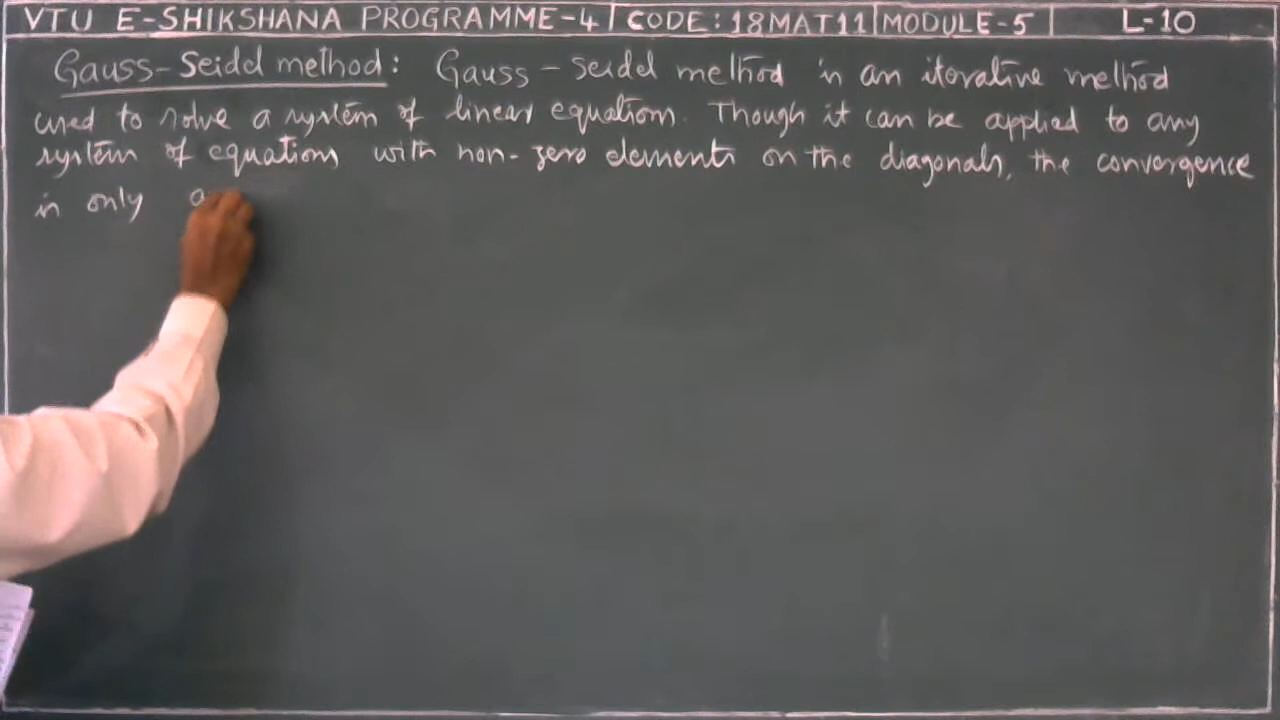 VTU E-SHIKSHANA PROGRAMME-4 | CODE: 18MAT11 | MODULE-5 | L-10
Gauss-Seidel method: Gauss-Seidel method is an iterative method
used to solve a system of linear equations. Though it can be applied to any
system of equations with non-zero elements on the diagonals, the convergence
is only